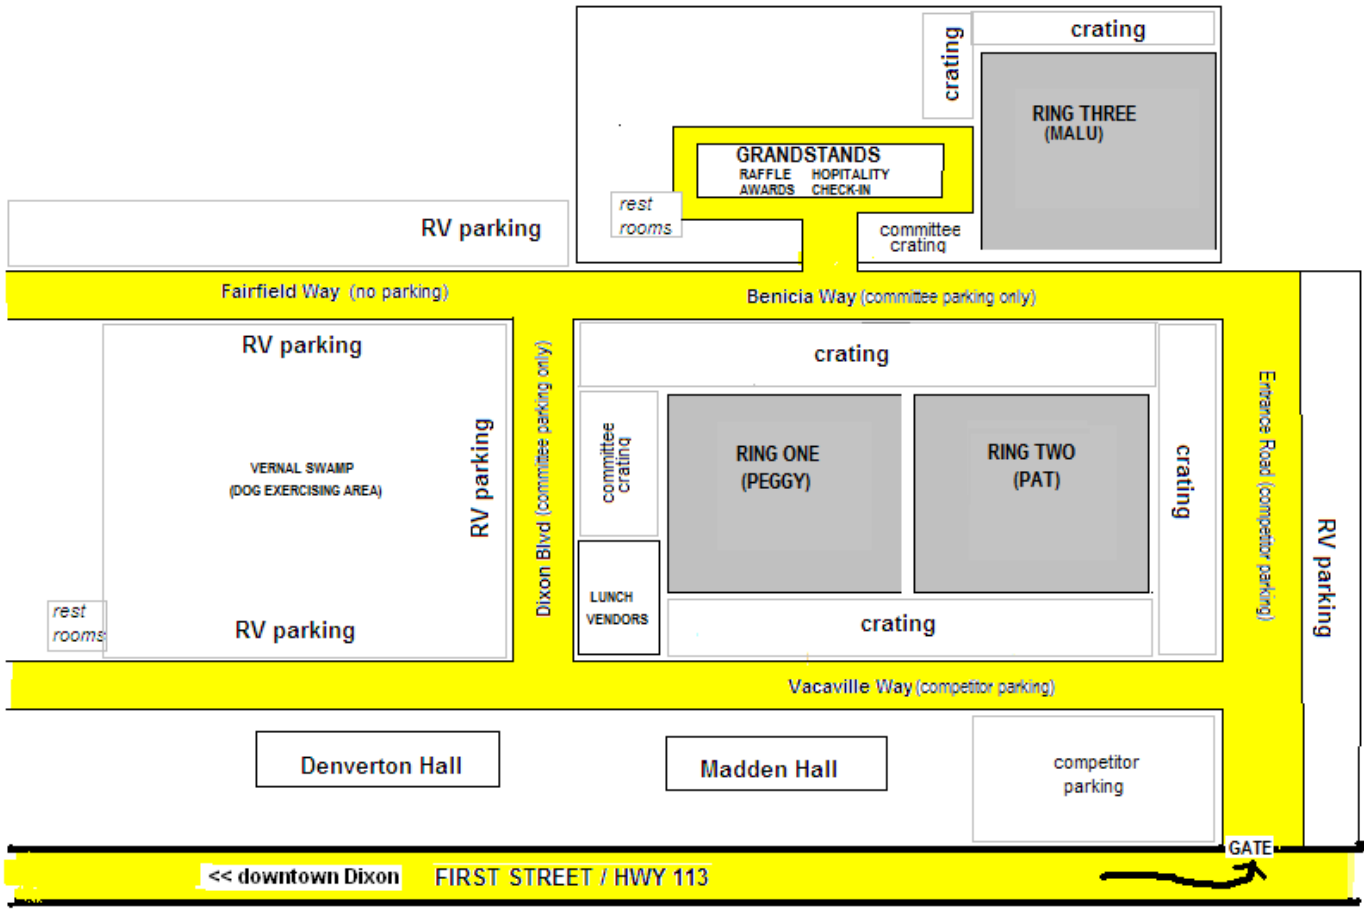 crating
crating
RING THREE
(MALU)
GRANDSTANDS
RAFFLE HOPITALITY
AWARDS CHECK-IN
rest
rooms
committee
crating
RV parking
Fairfield Way (no parking)
Benicia Way (committee parking only)
RV parking
crating
Dixon Blvd (committee parking only)
Entrance Road (competitor parking)
RV parking
committee
crating
RING ONE
(PEGGY)
RING TWO
(PAT)
crating
VERNAL SWAMP
(DOG EXERCISING AREA)
RV parking
LUNCH
VENDORS
rest
rooms
RV parking
crating
Vacaville Way (competitor parking)
Denverton Hall
Madden Hall
competitor
parking
GATE
<< downtown Dixon FIRST STREET / HWY 113